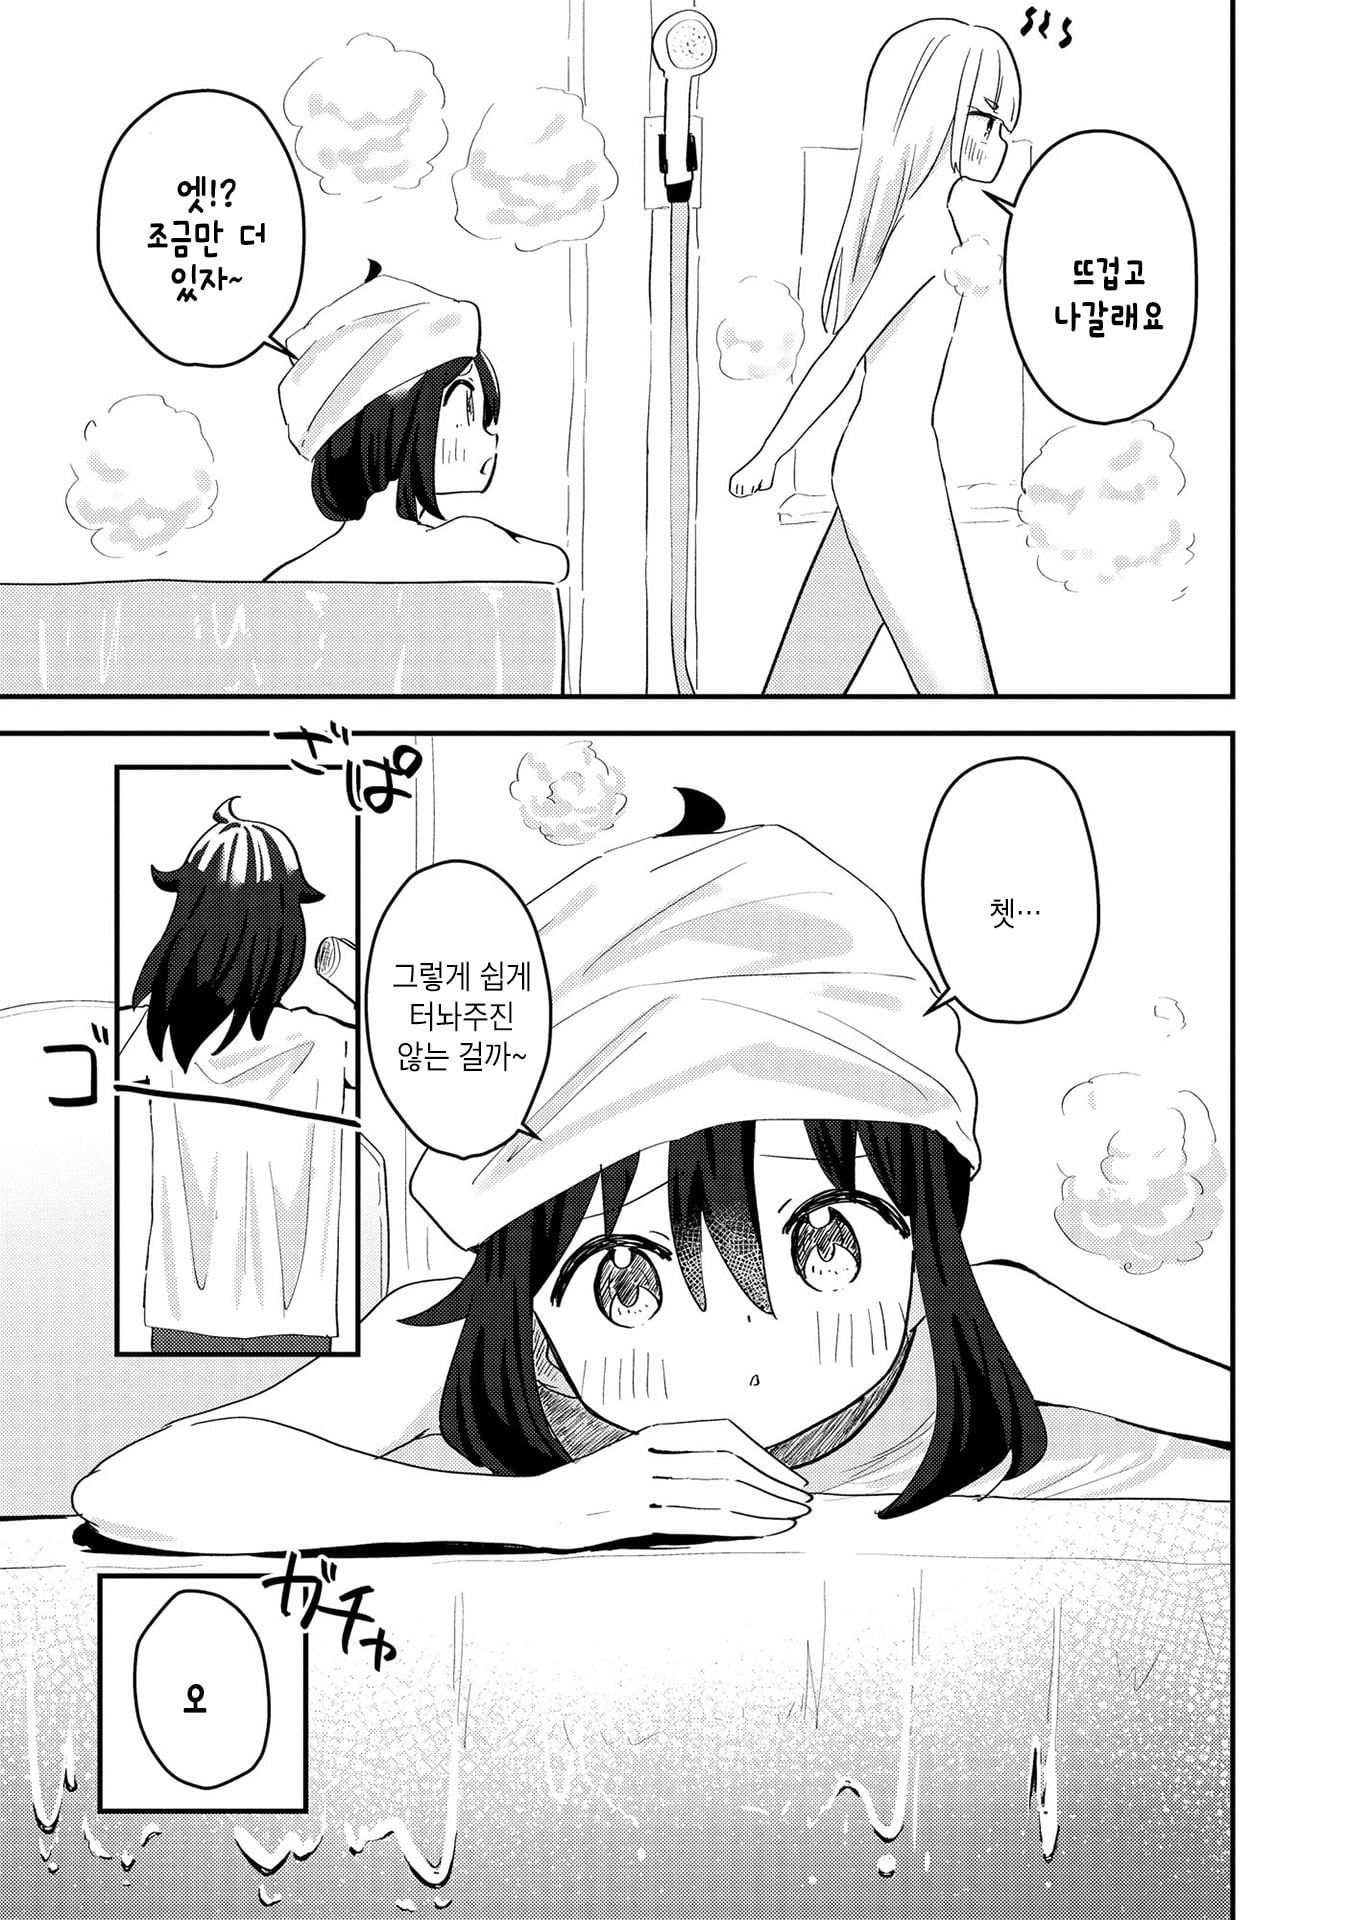 뜨겁고
나갈래요
엣!?
조금만 더
있자~
쳇…
그렇게 쉽게
터놔주진
않는 걸까~
ざぱ
ゴ
ガチャ
오